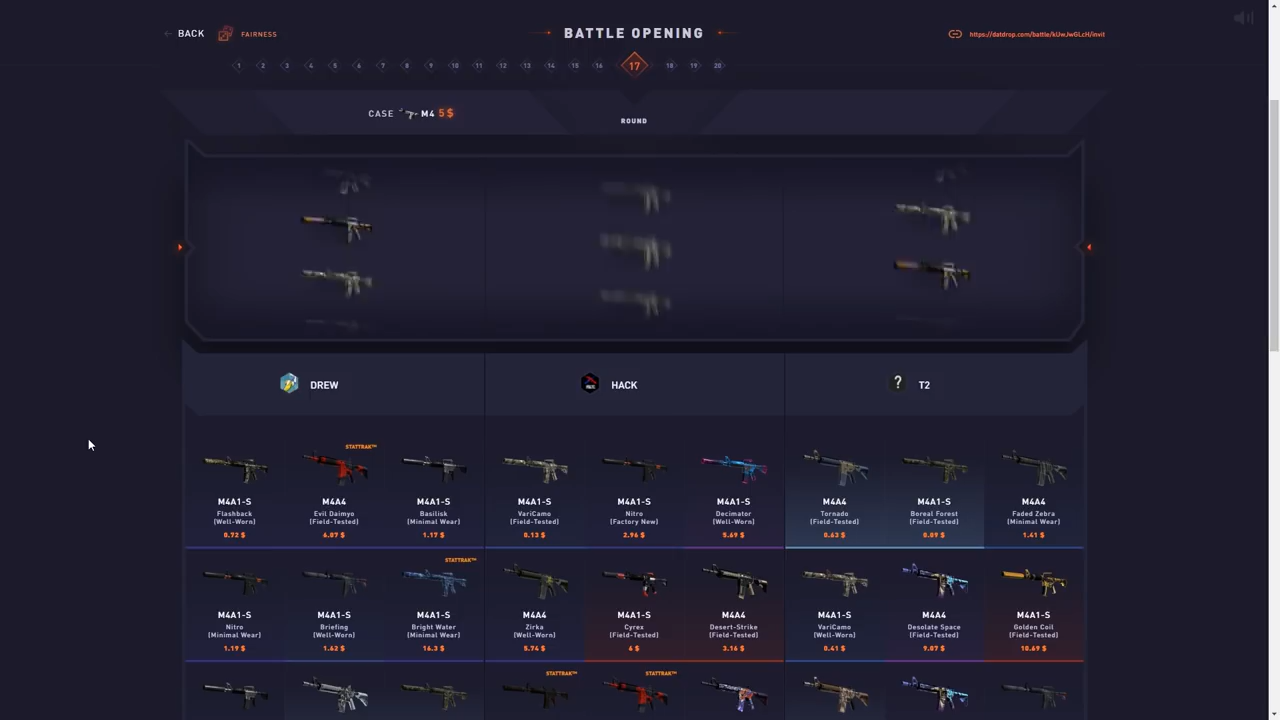 BACK
FAIRNESS
BATTLE OPENING
https://datdrop.com/battle/kUwJwGLcH/invit
1 2 3 4 5 6 7 8 9 10 11 12 13 14 15 16 17 18 19 20
CASE M4 5 $
ROUND
DREW
HACK
T2
STATTRAK™
M4A1-S
Flashback
(Well-Worn)
0.72 $
M4A4
Evil Daimyo
(Field-Tested)
6.07 $
M4A1-S
Basilisk
(Minimal Wear)
1.17 $
M4A1-S
VariCamo
(Field-Tested)
0.13 $
M4A1-S
Nitro
(Factory New)
2.96 $
M4A1-S
Decimator
(Well-Worn)
5.69 $
M4A4
Tornado
(Field-Tested)
0.63 $
M4A1-S
Boreal Forest
(Field-Tested)
0.09 $
M4A4
Faded Zebra
(Minimal Wear)
1.41 $
STATTRAK™
M4A1-S
Nitro
(Minimal Wear)
1.19 $
M4A1-S
Briefing
(Well-Worn)
1.62 $
M4A1-S
Bright Water
(Minimal Wear)
16.3 $
M4A4
Zirka
(Well-Worn)
5.74 $
M4A1-S
Cyrex
(Field-Tested)
6 $
M4A4
Desert-Strike
(Field-Tested)
3.16 $
M4A1-S
VariCamo
(Well-Worn)
0.41 $
M4A4
Desolate Space
(Field-Tested)
9.07 $
M4A1-S
Golden Coil
(Field-Tested)
18.69 $
STATTRAK™
STATTRAK™